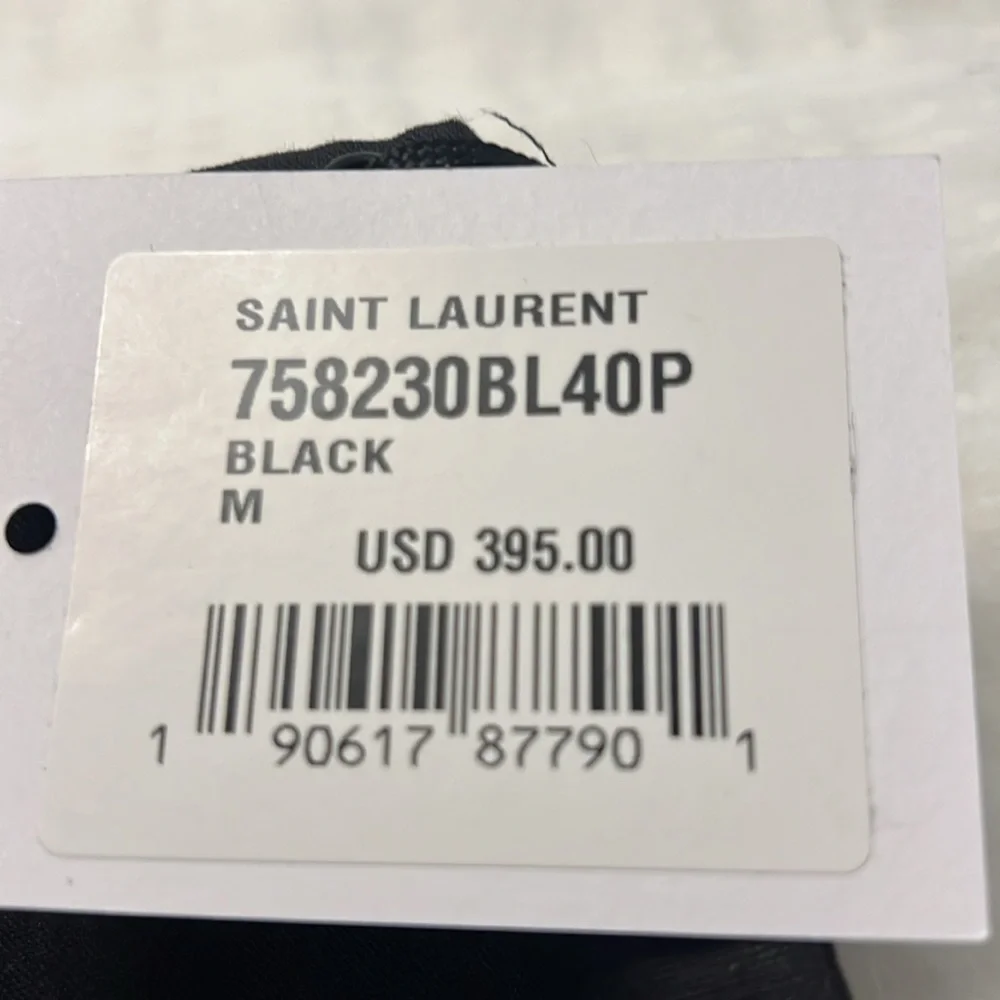 SAINT LAURENT
758230BL40P
BLACK
M
USD 395.00
1 90617 87790 1